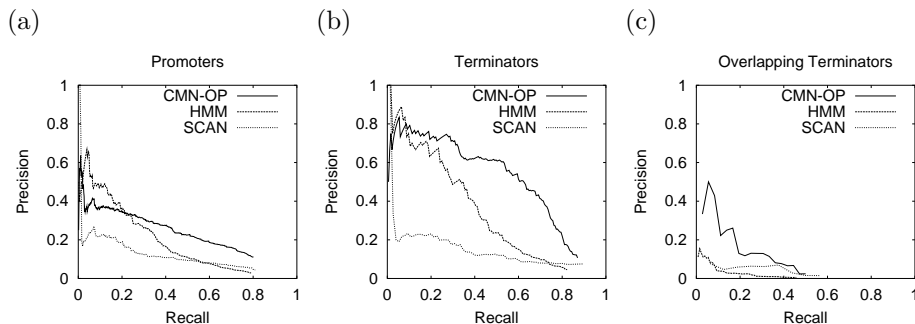 (a)
Promoters
Precision
1
0.8
0.6
0.4
0.2
0
CMN-OP
HMM
SCAN
0 0.2 0.4 0.6 0.8 1
Recall
(b)
Terminators
Precision
1
0.8
0.6
0.4
0.2
0
CMN-OP
HMM
SCAN
0 0.2 0.4 0.6 0.8 1
Recall
(c)
Overlapping Terminators
Precision
1
0.8
0.6
0.4
0.2
0
CMN-OP
HMM
SCAN
0 0.2 0.4 0.6 0.8 1
Recall